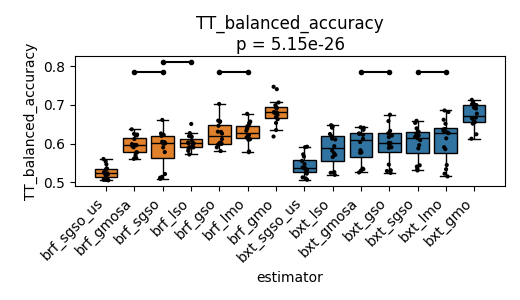 TT_balanced_accuracy
p = 5.15e-26
TT_balanced_accuracy
0.8
0.7
0.6
0.5
brf_sgso_us
brf_gmosa
brf_sgso
brf_lso
brf_gso
brf_lmo
brf_gmo
bxt_sgso_us
bxt_lso
bxt_gmosa
bxt_gso
bxt_sgso
bxt_lmo
bxt_gmo
estimator